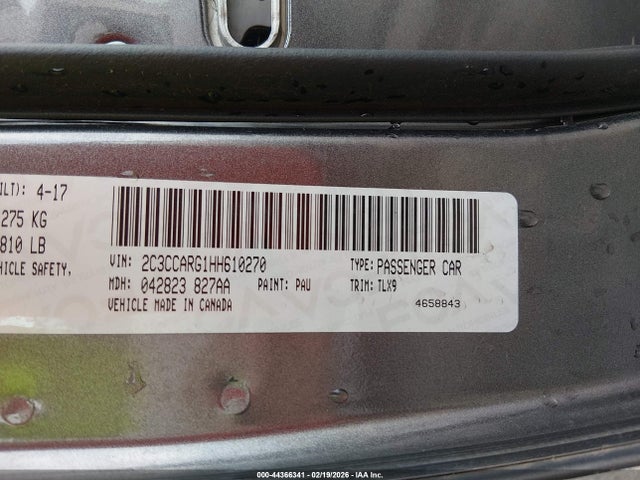 ILT): 4-17
275 KG
810 LB
HICLE SAFETY,
VIN: 2C3CCARG1HH610270 TYPE: PASSENGER CAR
MDH: 042823 827AA PAINT: PAU TRIM: TLX9
VEHICLE MADE IN CANADA 4658843
000-44366341 - 02/19/2026 - IAA Inc.